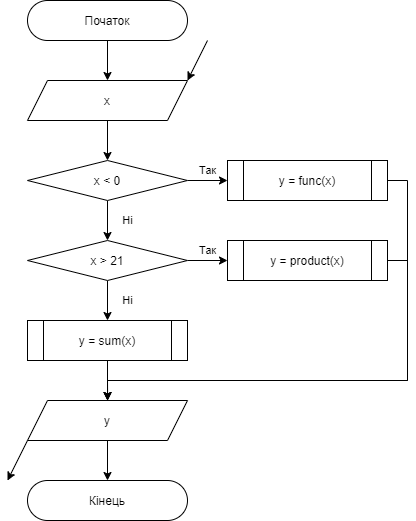 Початок
x
x < 0
Так
y = func(x)
Ні
x > 21
Так
y = product(x)
Ні
y = sum(x)
y
Кінець